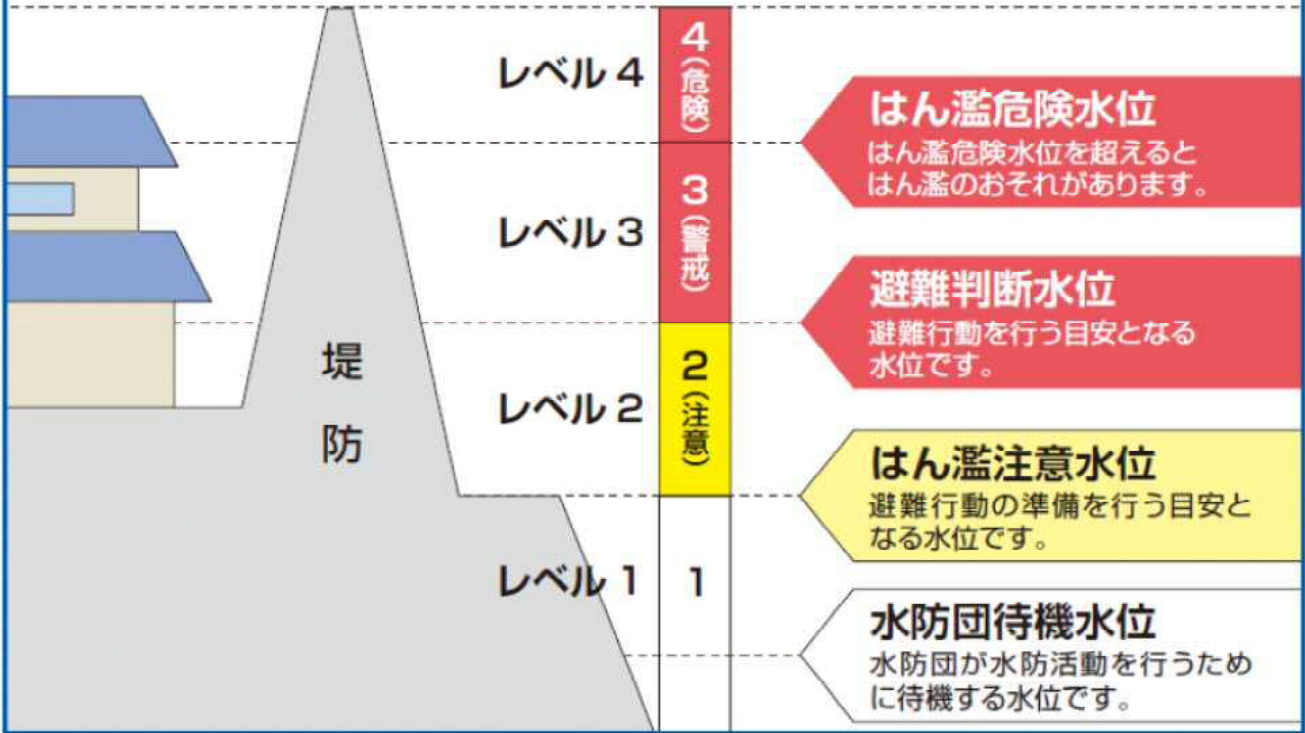 レベル 4
4(危険)
はん濫危険水位
はん濫危険水位を超えると
はん濫のおそれがあります。
レベル 3
3(警戒)
避難判断水位
避難行動を行う目安となる
水位です。
堤防
レベル 2
2(注意)
はん濫注意水位
避難行動の準備を行う目安と
なる水位です。
レベル 1
1
水防団待機水位
水防団が水防活動を行うため
に待機する水位です。